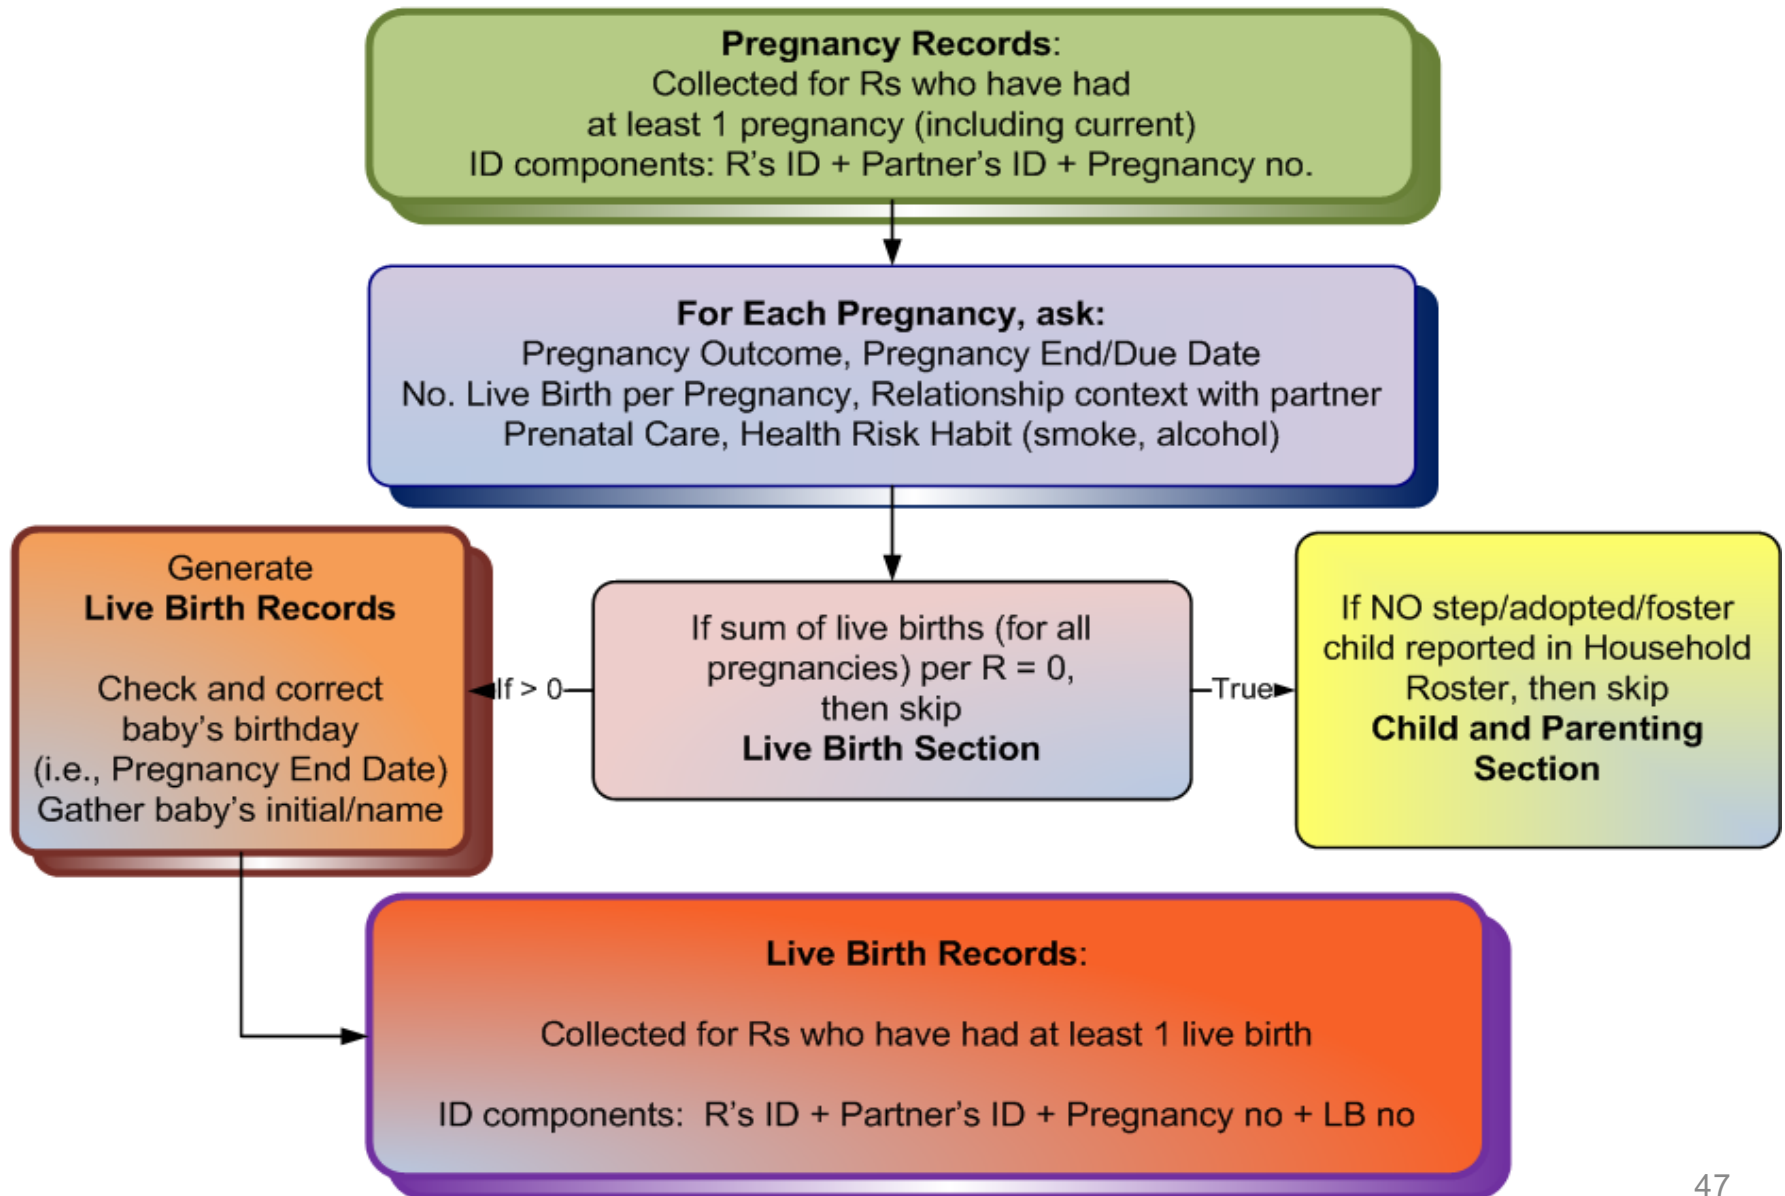 Pregnancy Records:
Collected for Rs who have had
at least 1 pregnancy (including current)
ID components: R's ID + Partner's ID + Pregnancy no.
For Each Pregnancy, ask:
Pregnancy Outcome, Pregnancy End/Due Date
No. Live Birth per Pregnancy, Relationship context with partner
Prenatal Care, Health Risk Habit (smoke, alcohol)
Generate
Live Birth Records
Check and correct
baby's birthday
(i.e., Pregnancy End Date)
Gather baby's initial/name
If > 0
If sum of live births (for all
pregnancies) per R = 0,
then skip
Live Birth Section
True
If NO step/adopted/foster
child reported in Household
Roster, then skip
Child and Parenting
Section
Live Birth Records:
Collected for Rs who have had at least 1 live birth
ID components:  R's ID + Partner's ID + Pregnancy no + LB no
47